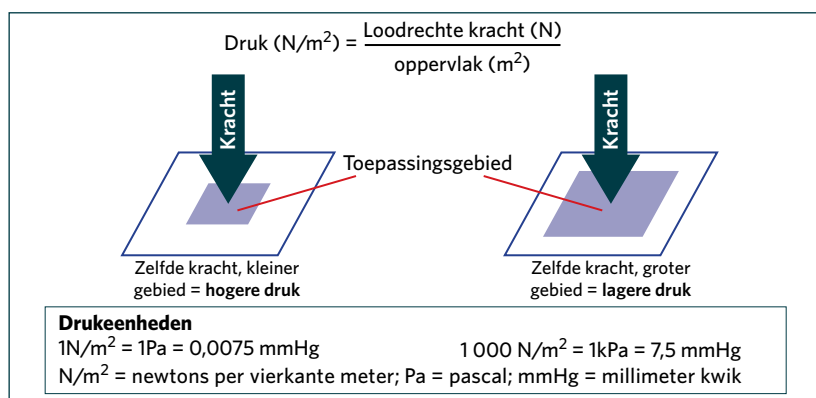 Druk (N/m²) = Loodrechte kracht (N)
oppervlak (m²)
Kracht
Kracht
Toepassingsgebied
Zelfde kracht, kleiner
gebied = hogere druk
Zelfde kracht, groter
gebied = lagere druk
Drukeenheden
1N/m² = 1Pa = 0,0075 mmHg
1 000 N/m² = 1kPa = 7,5 mmHg
N/m² = newtons per vierkante meter; Pa = pascal; mmHg = millimeter kwik